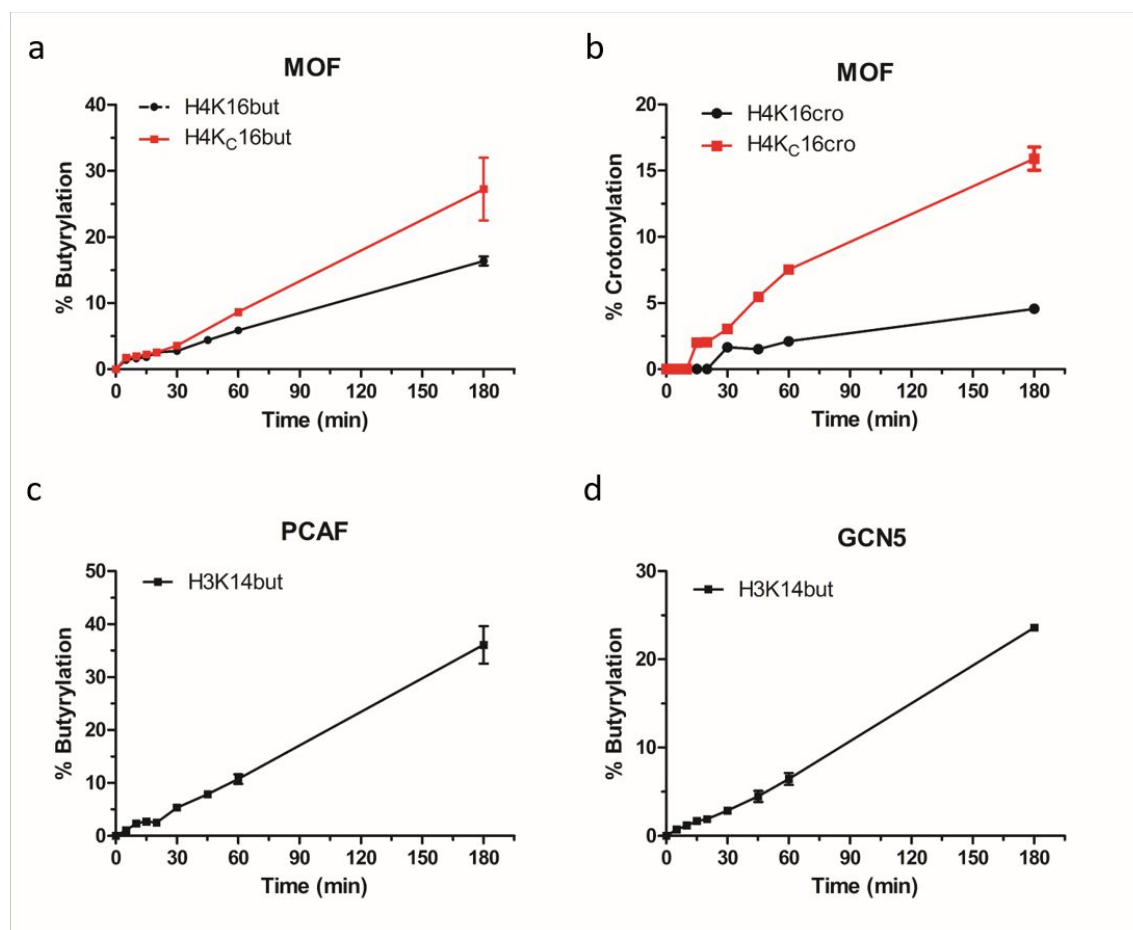 a
MOF
H4K16but
H4KC16but
% Butyrylation
40
30
20
10
0
0 30 60 90 120 150 180
Time (min)
b
MOF
H4K16cro
H4KC16cro
% Crotonylation
20
15
10
5
0
0 30 60 90 120 150 180
Time (min)
c
PCAF
H3K14but
% Butyrylation
50
40
30
20
10
0
0 30 60 90 120 150 180
Time (min)
d
GCN5
H3K14but
% Butyrylation
30
20
10
0
0 30 60 90 120 150 180
Time (min)